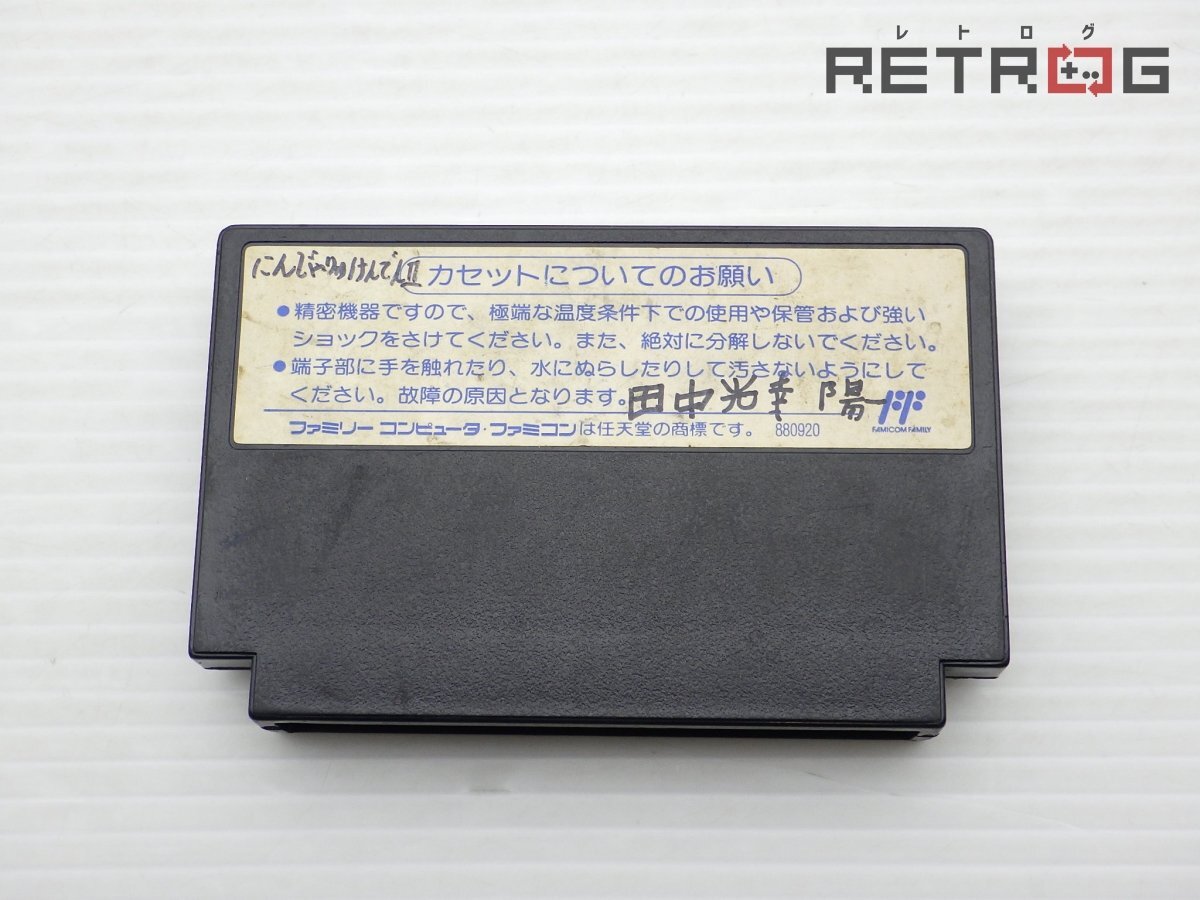 レトログ
RETROG
にんじゃりゅうけんでんII
カセットについてのお願い
●精密機器ですので、極端な温度条件下での使用や保管および強い
ショックをさけてください。また、絶対に分解しないでください。
●端子部に手を触れたり、水にぬらしたりして汚さないようにして
ください。故障の原因となります。
田中光幸 陽一
ファミリー コンピュータ・ファミコンは任天堂の商標です。 880920
FAMICOM FAMILY